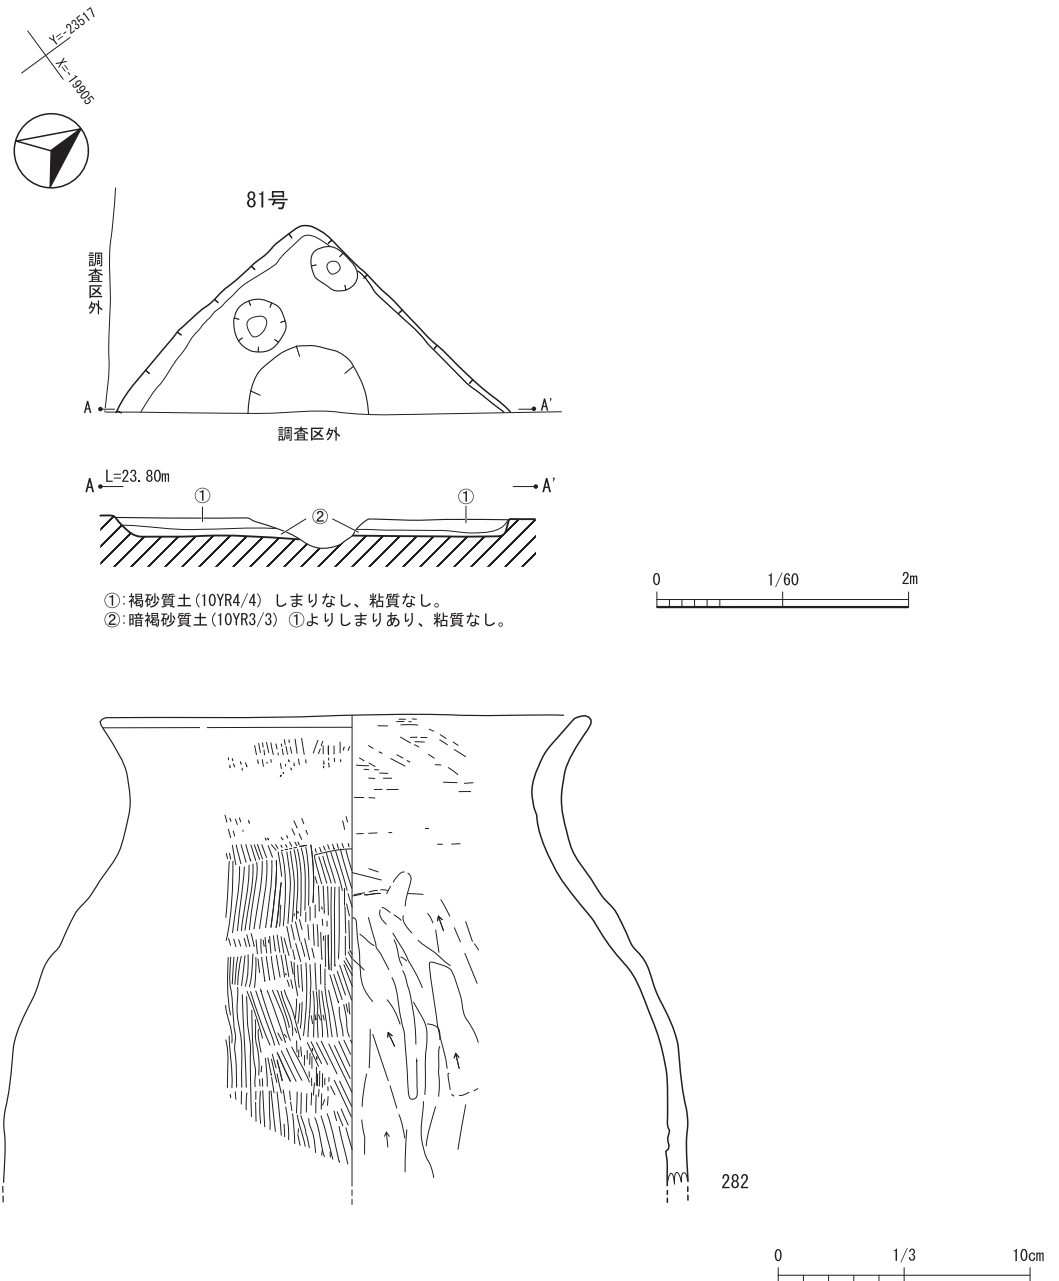 Y=-23517
X=-19905
81号
調査区外
A
A'
調査区外
A
L=23.80m
A'
①
①
②
①:褐砂質土(10YR4/4) しまりなし、粘質なし。
②:暗褐砂質土(10YR3/3) ①よりしまりあり、粘質なし。
0
1/60
2m
282
0
1/3
10cm